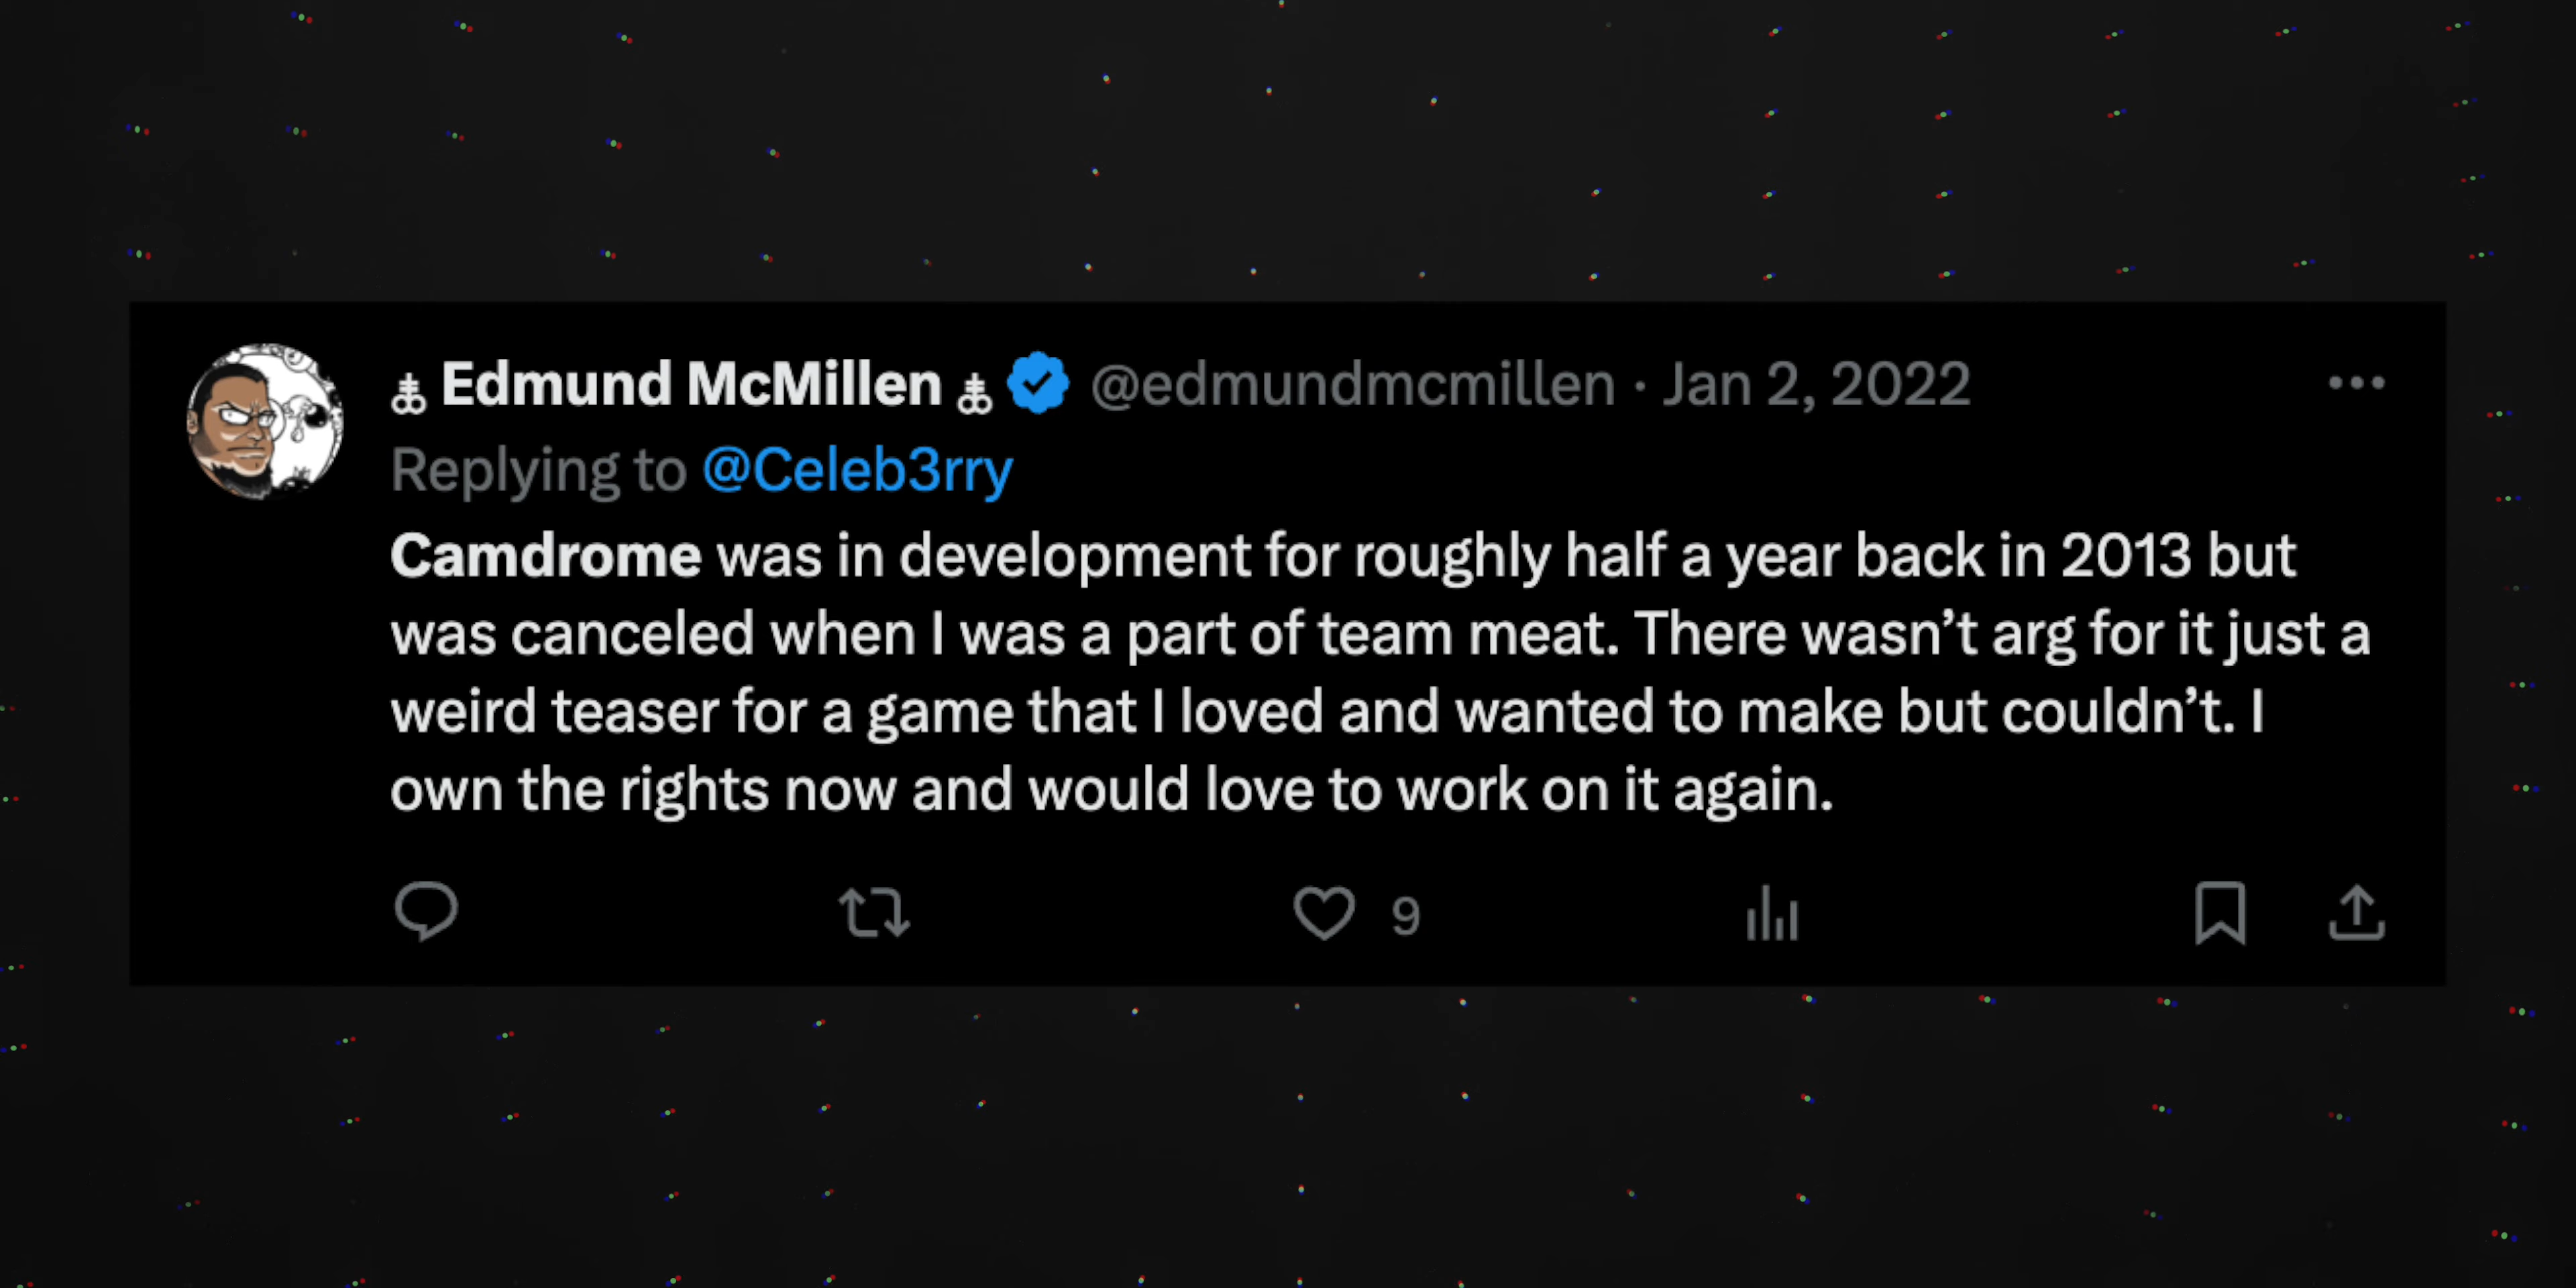 Edmund McMillen @edmundmcmillen · Jan 2, 2022
Replying to @Celeb3rry
Camdrome was in development for roughly half a year back in 2013 but
was canceled when I was a part of team meat. There wasn’t arg for it just a
weird teaser for a game that I loved and wanted to make but couldn’t. I
own the rights now and would love to work on it again.
9